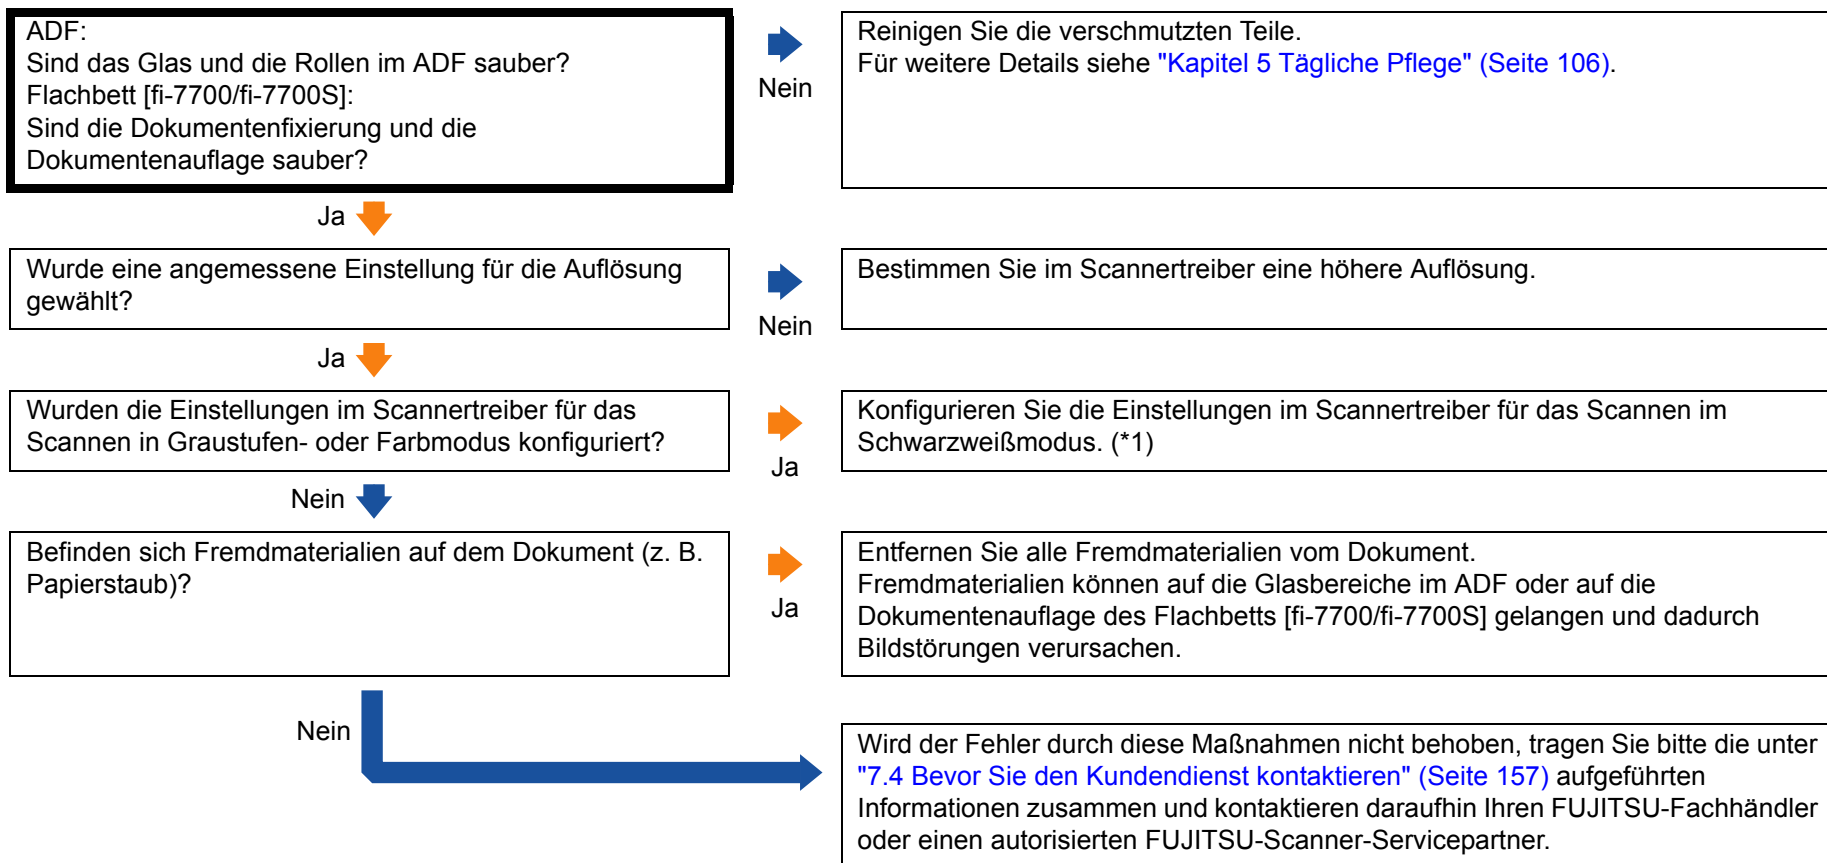 ADF:
Sind das Glas und die Rollen im ADF sauber?
Flachbett [fi-7700/fi-7700S]:
Sind die Dokumentenfixierung und die
Dokumentenauflage sauber?
Nein
Reinigen Sie die verschmutzten Teile.
Für weitere Details siehe "Kapitel 5 Tägliche Pflege" (Seite 106).
Ja
Wurde eine angemessene Einstellung für die Auflösung
gewählt?
Nein
Bestimmen Sie im Scannertreiber eine höhere Auflösung.
Ja
Wurden die Einstellungen im Scannertreiber für das
Scannen in Graustufen- oder Farbmodus konfiguriert?
Ja
Konfigurieren Sie die Einstellungen im Scannertreiber für das Scannen im
Schwarzweißmodus. (*1)
Nein
Befinden sich Fremdmaterialien auf dem Dokument (z. B.
Papierstaub)?
Ja
Entfernen Sie alle Fremdmaterialien vom Dokument.
Fremdmaterialien können auf die Glasbereiche im ADF oder auf die
Dokumentenauflage des Flachbetts [fi-7700/fi-7700S] gelangen und dadurch
Bildstörungen verursachen.
Nein
Wird der Fehler durch diese Maßnahmen nicht behoben, tragen Sie bitte die unter
"7.4 Bevor Sie den Kundendienst kontaktieren" (Seite 157) aufgeführten
Informationen zusammen und kontaktieren daraufhin Ihren FUJITSU-Fachhändler
oder einen autorisierten FUJITSU-Scanner-Servicepartner.